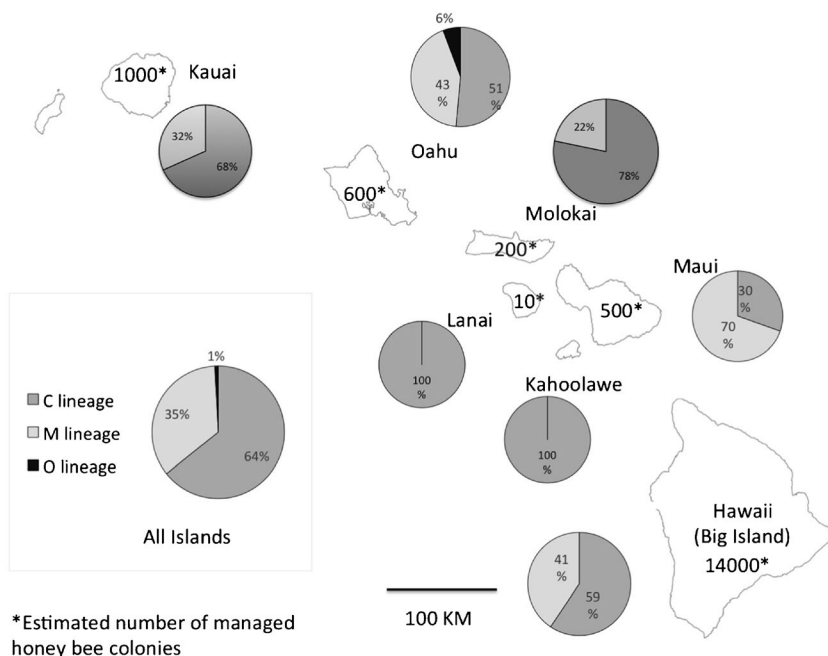 6%
1000*
Kauai
43
%
51
%
32%
68%
Oahu
22%
78%
600*
Molokai
200*
Maui
30
%
70
%
10*
500*
Lanai
100
%
Kahoolawe
100
%
1%
C lineage
M lineage
O lineage
35%
64%
All Islands
Hawaii
(Big Island)
14000*
41
%
59
%
100 KM
*Estimated number of managed
honey bee colonies